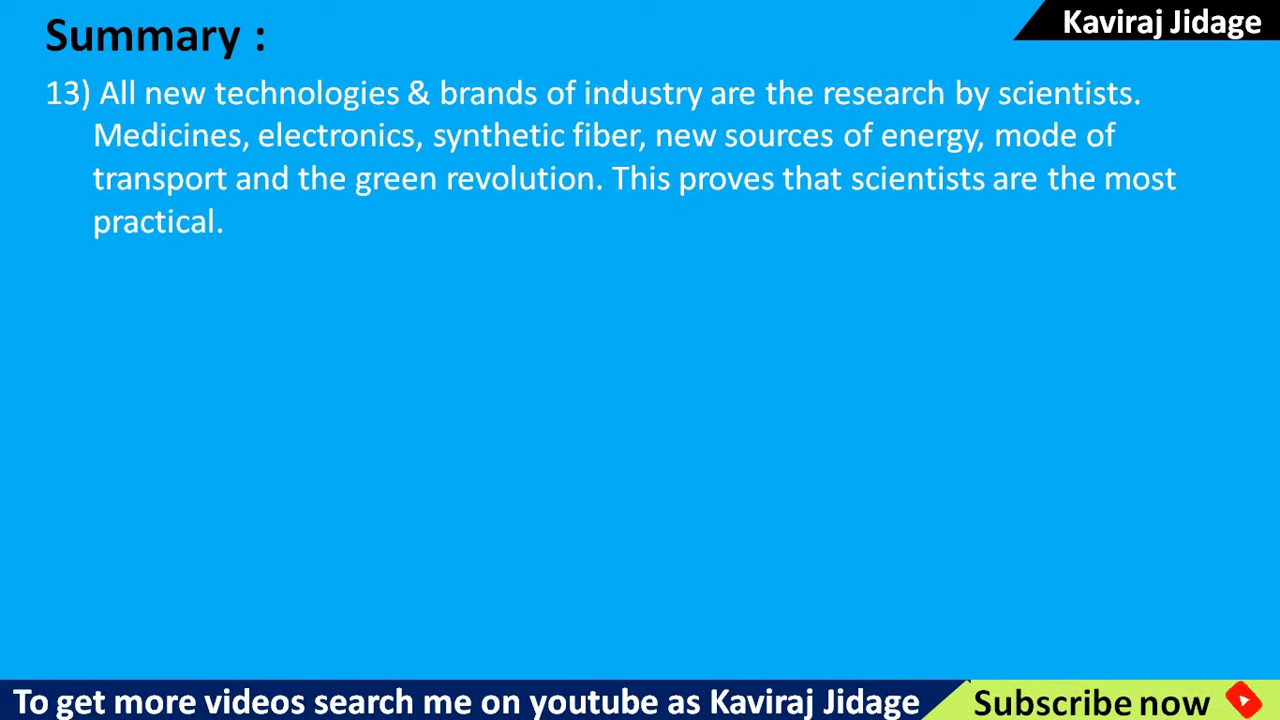 Summary :
Kaviraj Jidage
13) All new technologies & brands of industry are the research by scientists.
Medicines, electronics, synthetic fiber, new sources of energy, mode of
transport and the green revolution. This proves that scientists are the most
practical.
To get more videos search me on youtube as Kaviraj Jidage
Subscribe now